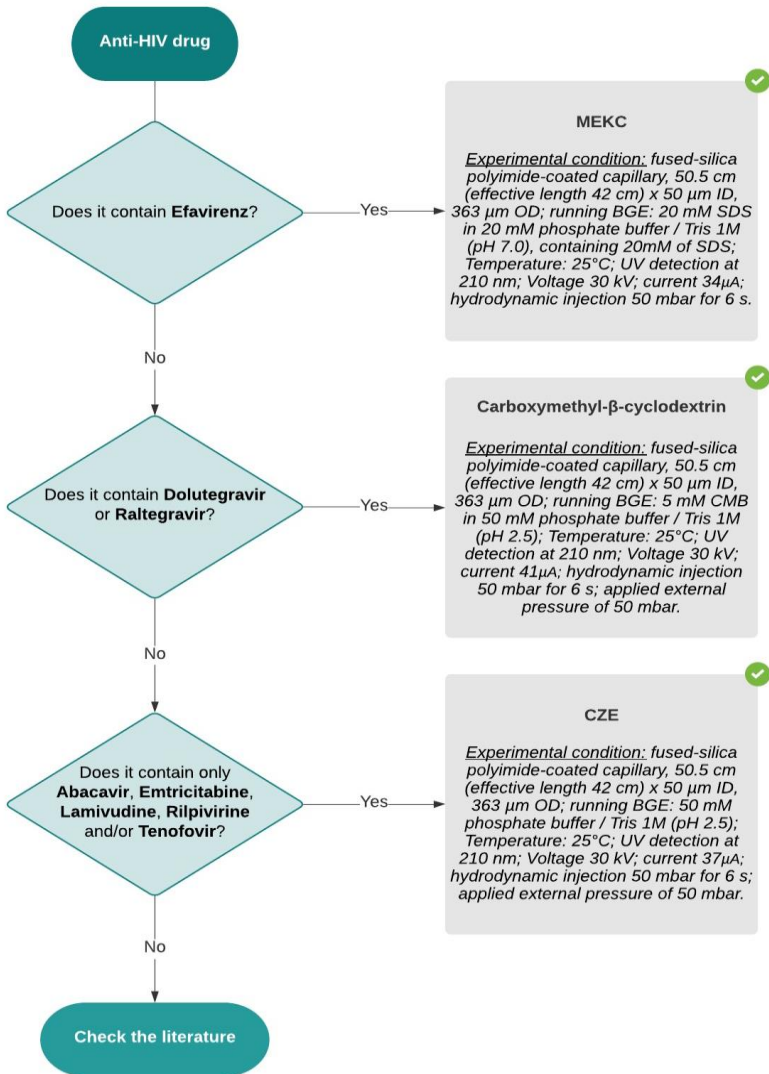 Anti-HIV drug
Does it contain Efavirenz?
Yes
MEKC
Experimental condition: fused-silica
polyimide-coated capillary, 50.5 cm
(effective length 42 cm) x 50 µm ID,
363 µm OD; running BGE: 20 mM SDS
in 20 mM phosphate buffer / Tris 1M
(pH 7.0), containing 20mM of SDS;
Temperature: 25°C; UV detection at
210 nm; Voltage 30 kV; current 34µA;
hydrodynamic injection 50 mbar for 6 s.
No
Does it contain Dolutegravir
or Raltegravir?
Yes
Carboxymethyl-β-cyclodextrin
Experimental condition: fused-silica
polyimide-coated capillary, 50.5 cm
(effective length 42 cm) x 50 µm ID,
363 µm OD; running BGE: 5 mM CMB
in 50 mM phosphate buffer / Tris 1M
(pH 2.5); Temperature: 25°C; UV
detection at 210 nm; Voltage 30 kV;
current 41µA; hydrodynamic injection
50 mbar for 6 s; applied external
pressure of 50 mbar.
No
Does it contain only
Abacavir, Emtricitabine,
Lamivudine, Rilpivirine
and/or Tenofovir?
Yes
CZE
Experimental condition: fused-silica
polyimide-coated capillary, 50.5 cm
(effective length 42 cm) x 50 µm ID,
363 µm OD; running BGE: 50 mM
phosphate buffer / Tris 1M (pH 2.5);
Temperature: 25°C; UV detection at
210 nm; Voltage 30 kV; current 37µA;
hydrodynamic injection 50 mbar for 6 s;
applied external pressure of 50 mbar.
No
Check the literature